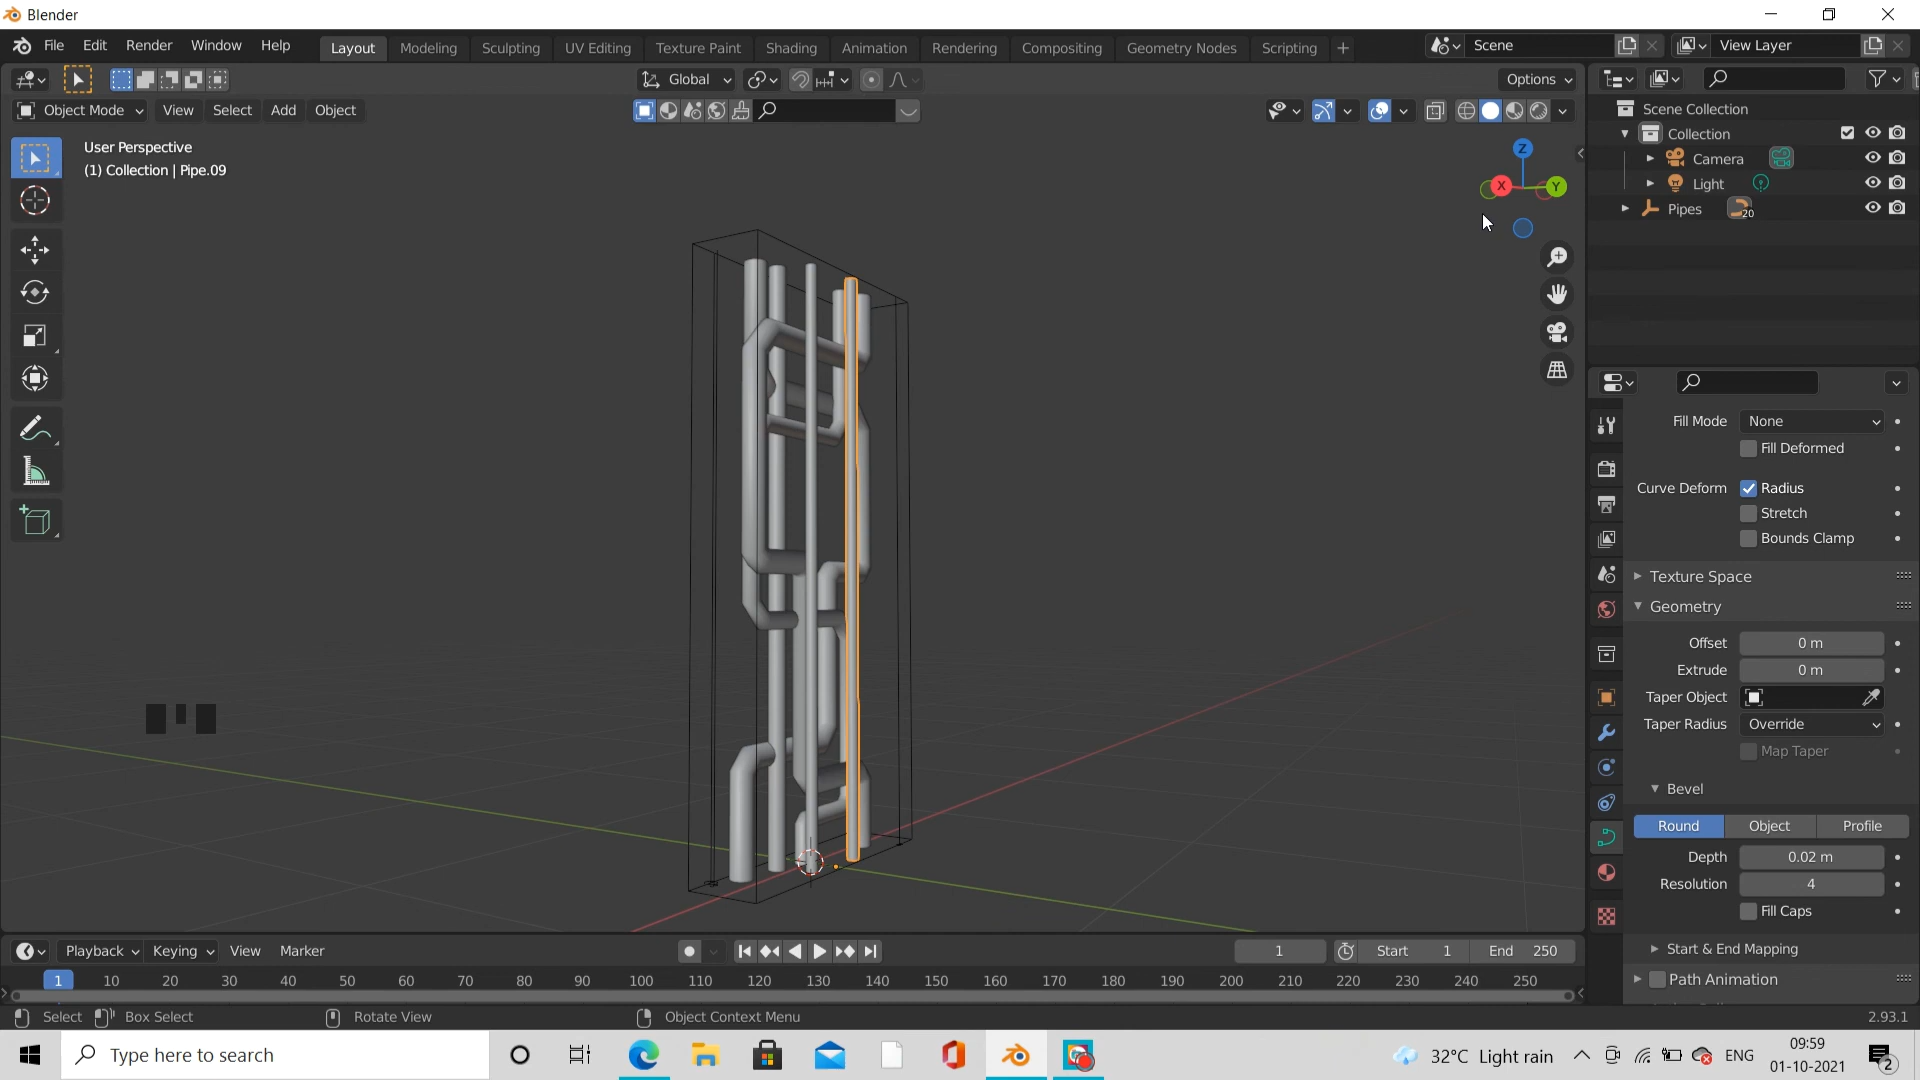 Blender
File Edit Render Window Help Layout Modeling Sculpting UV Editing Texture Paint Shading Animation Rendering Compositing Geometry Nodes Scripting Scene View Layer
Global Options
Object Mode View Select Add Object
User Perspective
(1) Collection | Pipe.09
Z
X
Y
Scene Collection
Collection
Camera
Light
Pipes 20
Fill Mode None
Fill Deformed
Curve Deform Radius
Stretch
Bounds Clamp
Texture Space
Geometry
Offset 0 m
Extrude 0 m
Taper Object
Taper Radius Override
Map Taper
Bevel
Round Object Profile
Depth 0.02 m
Resolution 4
Fill Caps
Start & End Mapping
Path Animation
Playback Keying View Marker 1 Start 1 End 250
1 10 20 30 40 50 60 70 80 90 100 110 120 130 140 150 160 170 180 190 200 210 220 230 240 250
Select Box Select Rotate View Object Context Menu 2.93.1
Type here to search
32°C Light rain ENG
09:59
01-10-2021
2